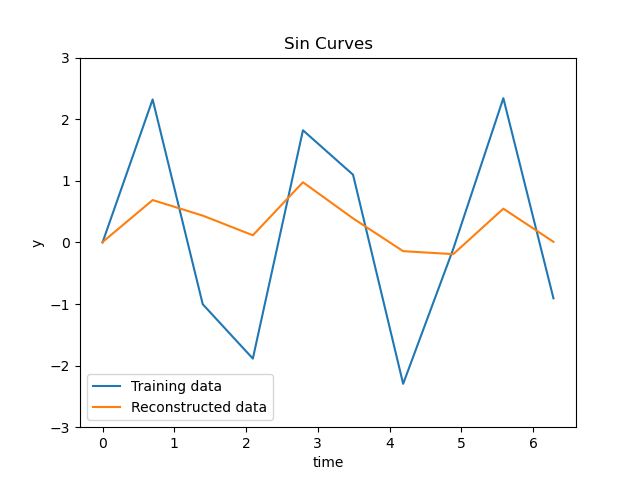 Sin Curves
3
2
1
0
−1
−2
−3
y
Training data
Reconstructed data
0 1 2 3 4 5 6
time